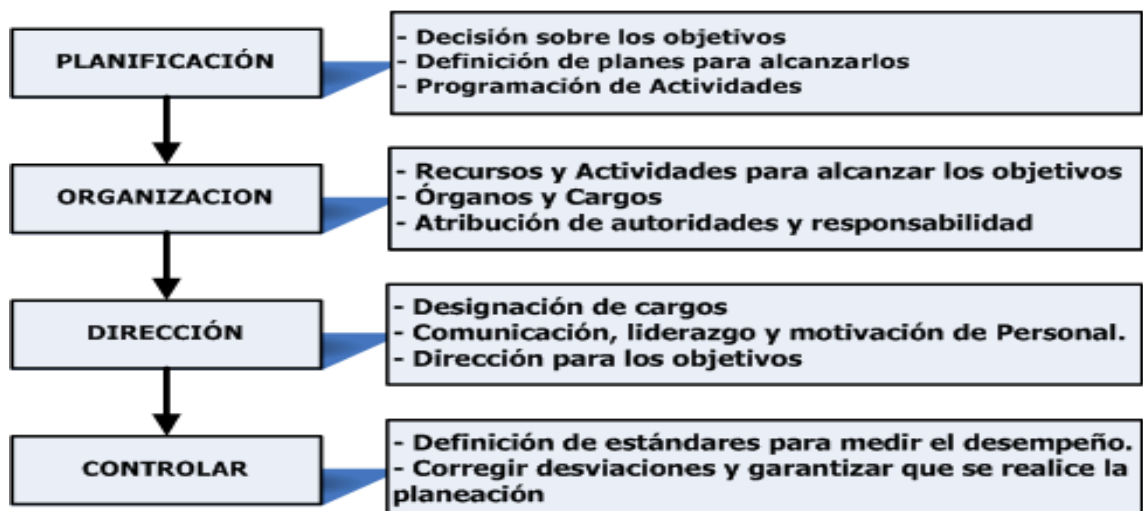 PLANIFICACIÓN
- Decisión sobre los objetivos
- Definición de planes para alcanzarlos
- Programación de Actividades
ORGANIZACION
- Recursos y Actividades para alcanzar los objetivos
- Órganos y Cargos
- Atribución de autoridades y responsabilidad
DIRECCIÓN
- Designación de cargos
- Comunicación, liderazgo y motivación de Personal.
- Dirección para los objetivos
CONTROLAR
- Definición de estándares para medir el desempeño.
- Corregir desviaciones y garantizar que se realice la
planeación